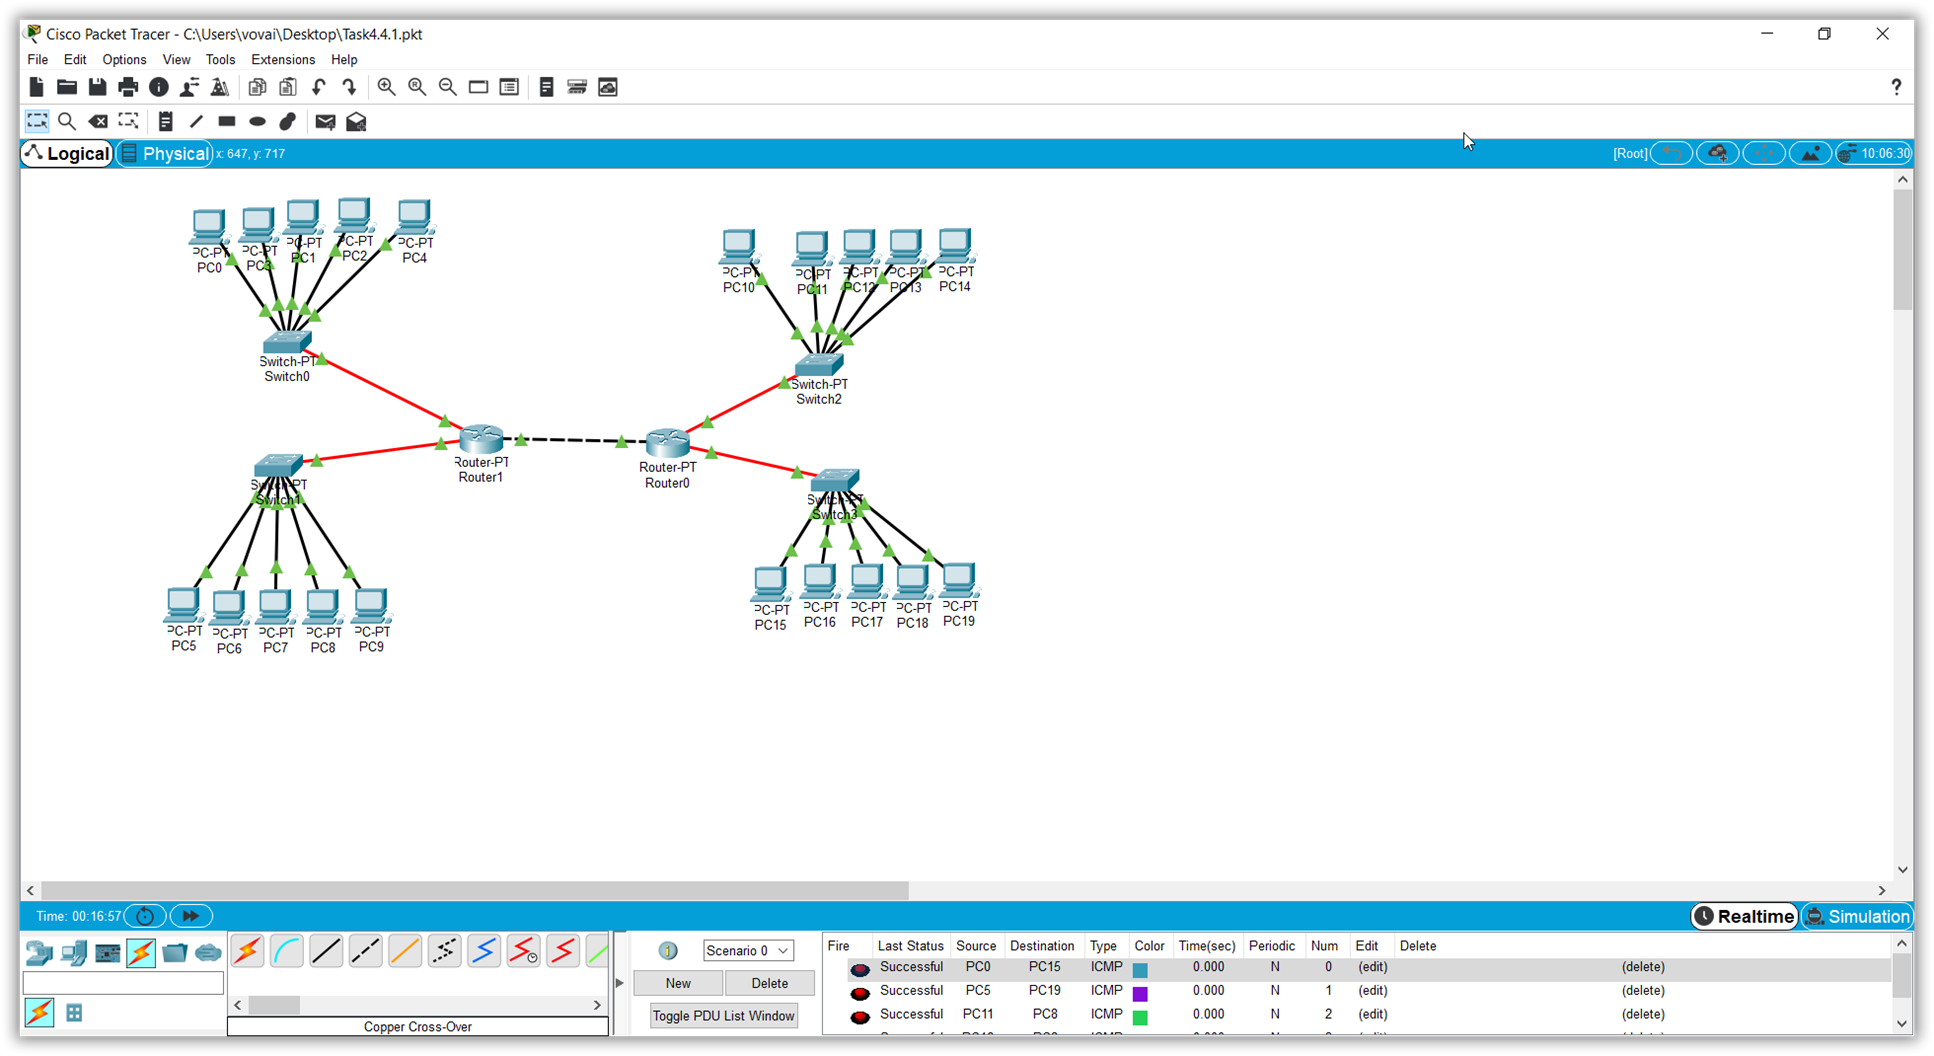 Cisco Packet Tracer - C:\Users\vovai\Desktop\Task4.4.1.pkt
File Edit Options View Tools Extensions Help
?
Logical Physical x: 647, y: 717 [Root] 10:06:30
PC-PT
PC0
PC-PT
PC3
PC-PT
PC1
PC-PT
PC2
PC-PT
PC4
PC-PT
PC10
PC-PT
PC11
PC-PT
PC12
PC-PT
PC13
PC-PT
PC14
Switch-PT
Switch0
Switch-PT
Switch2
Router-PT
Router1
Router-PT
Router0
Switch-PT
Switch1
Switch-PT
Switch3
PC-PT
PC5
PC-PT
PC6
PC-PT
PC7
PC-PT
PC8
PC-PT
PC9
PC-PT
PC15
PC-PT
PC16
PC-PT
PC17
PC-PT
PC18
PC-PT
PC19
Time: 00:16:57 Realtime Simulation
Copper Cross-Over
Scenario 0
New Delete
Toggle PDU List Window
Fire Last Status Source Destination Type Color Time(sec) Periodic Num Edit Delete
Successful PC0 PC15 ICMP 0.000 N 0 (edit) (delete)
Successful PC5 PC19 ICMP 0.000 N 1 (edit) (delete)
Successful PC11 PC8 ICMP 0.000 N 2 (edit) (delete)